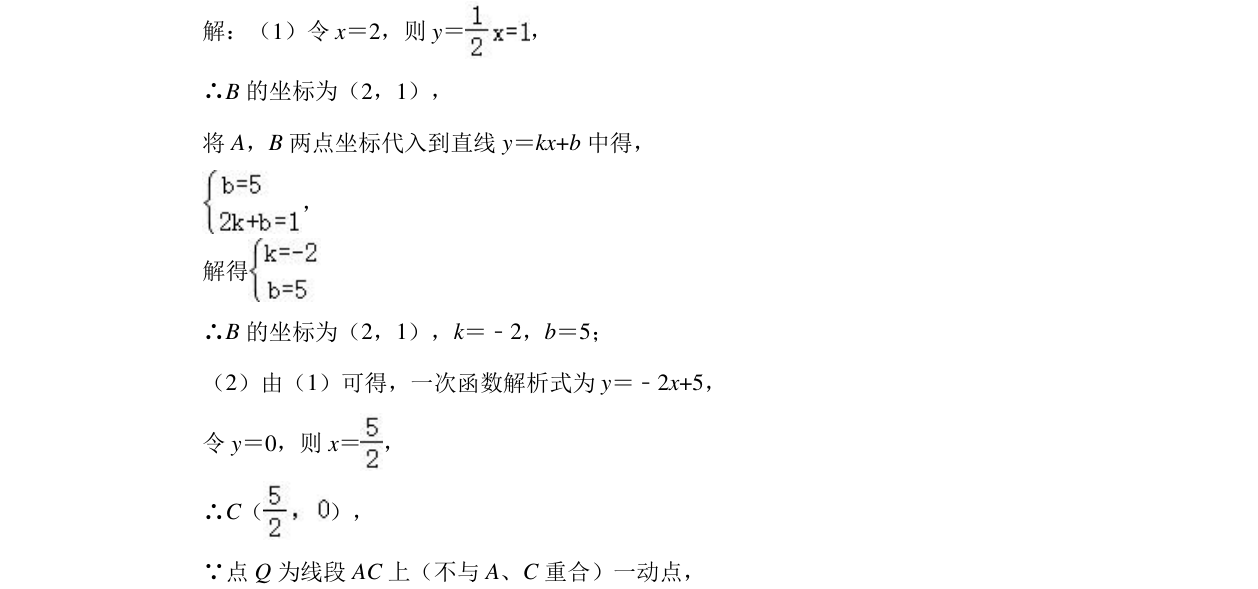 解：（1）令 x＝2，则 y＝1/2 x=1，
∴B 的坐标为（2，1），
将 A，B 两点坐标代入到直线 y＝kx+b 中得，
{b=5
2k+b=1，
解得{k=-2
b=5
∴B 的坐标为（2，1），k＝﹣2，b＝5；
（2）由（1）可得，一次函数解析式为 y＝﹣2x+5，
令 y＝0，则 x＝5/2，
∴C（5/2，0），
∵点 Q 为线段 AC 上（不与 A、C 重合）一动点，